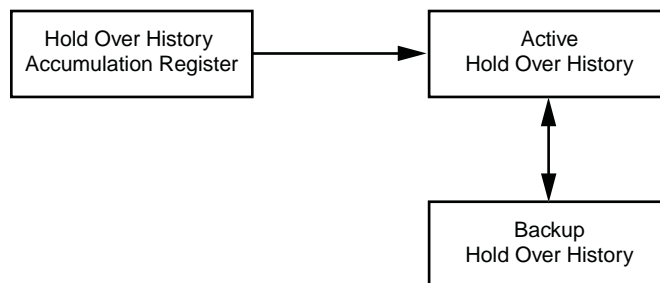 Hold Over History
Accumulation Register
Active
Hold Over History
Backup
Hold Over History